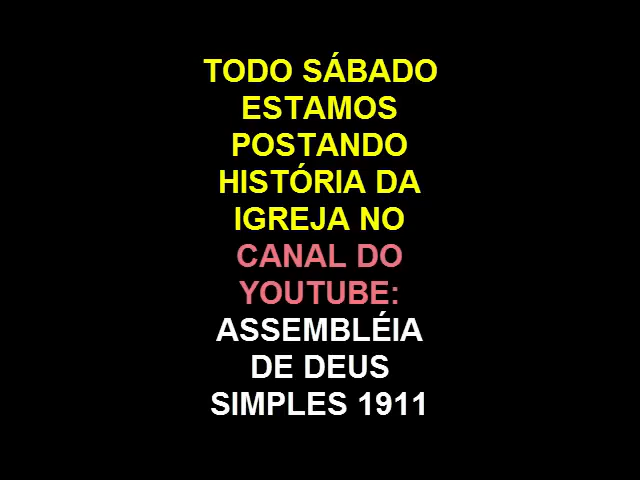 TODO SÁBADO
ESTAMOS
POSTANDO
HISTÓRIA DA
IGREJA NO
CANAL DO
YOUTUBE:
ASSEMBLÉIA
DE DEUS
SIMPLES 1911